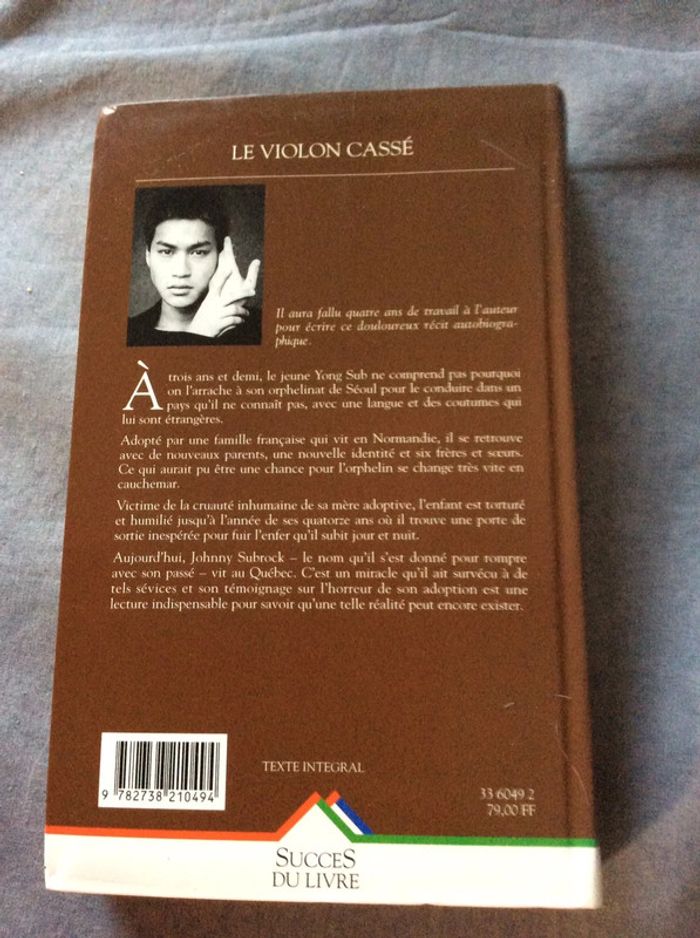 LE VIOLON CASSÉ
Il aura fallu quatre ans de travail à l'auteur
pour écrire ce douloureux récit autobiogra-
phique.
À trois ans et demi, le jeune Yong Sub ne comprend pas pourquoi
on l'arrache à son orphelinat de Séoul pour le conduire dans un
pays qu'il ne connaît pas, avec une langue et des coutumes qui
lui sont étrangères.
Adopté par une famille française qui vit en Normandie, il se retrouve
avec de nouveaux parents, une nouvelle identité et six frères et sœurs.
Ce qui aurait pu être une chance pour l'orphelin se change très vite en
cauchemar.
Victime de la cruauté inhumaine de sa mère adoptive, l'enfant est torturé
et humilié jusqu'à l'année de ses quatorze ans où il trouve une porte de
sortie inespérée pour fuir l'enfer qu'il subit jour et nuit.
Aujourd'hui, Johnny Subrock – le nom qu'il s'est donné pour rompre
avec son passé – vit au Québec. C'est un miracle qu'il ait survécu à de
tels sévices et son témoignage sur l'horreur de son adoption est une
lecture indispensable pour savoir qu'une telle réalité peut encore exister.
9 782738 210494
TEXTE INTEGRAL
33 6049 2
79,00 FF
SUCCES
DU LIVRE